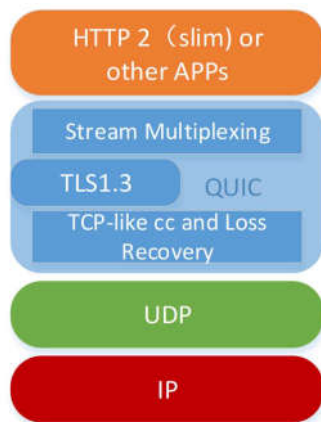 HTTP 2（slim) or
other APPs
Stream Multiplexing
TLS1.3
QUIC
TCP-like cc and Loss
Recovery
UDP
IP